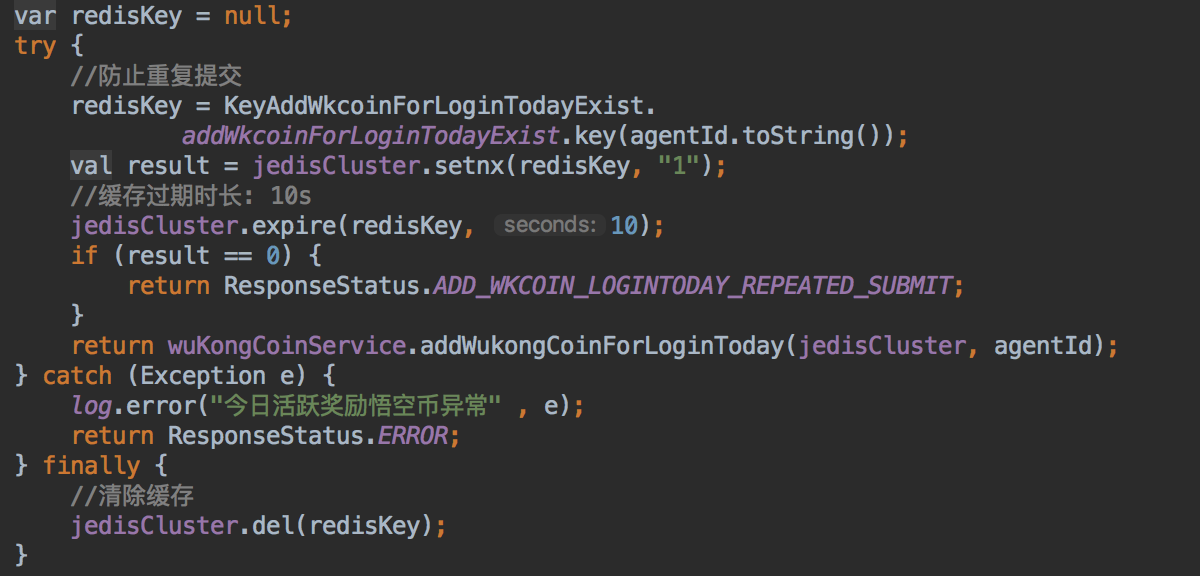 var redisKey = null;
try {
    //防止重复提交
    redisKey = KeyAddWkcoinForLoginTodayExist.
            addWkcoinForLoginTodayExist.key(agentId.toString());
    val result = jedisCluster.setnx(redisKey, "1");
    //缓存过期时长: 10s
    jedisCluster.expire(redisKey, seconds: 10);
    if (result == 0) {
        return ResponseStatus.ADD_WKCOIN_LOGINTODAY_REPEATED_SUBMIT;
    }
    return wuKongCoinService.addWukongCoinForLoginToday(jedisCluster, agentId);
} catch (Exception e) {
    log.error("今日活跃奖励悟空币异常" , e);
    return ResponseStatus.ERROR;
} finally {
    //清除缓存
    jedisCluster.del(redisKey);
}